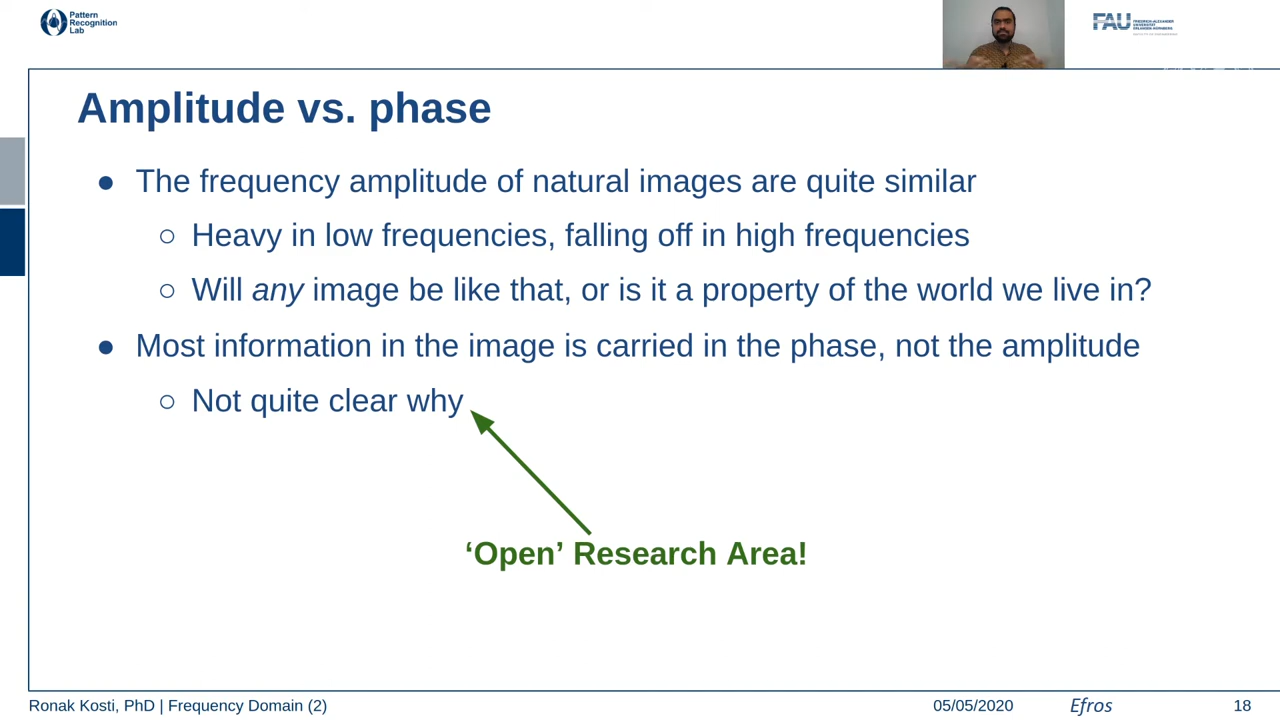 Pattern
Recognition
Lab
FAU
Amplitude vs. phase
● The frequency amplitude of natural images are quite similar
○ Heavy in low frequencies, falling off in high frequencies
○ Will any image be like that, or is it a property of the world we live in?
● Most information in the image is carried in the phase, not the amplitude
○ Not quite clear why
‘Open’ Research Area!
Ronak Kosti, PhD | Frequency Domain (2)
05/05/2020
Efros
18